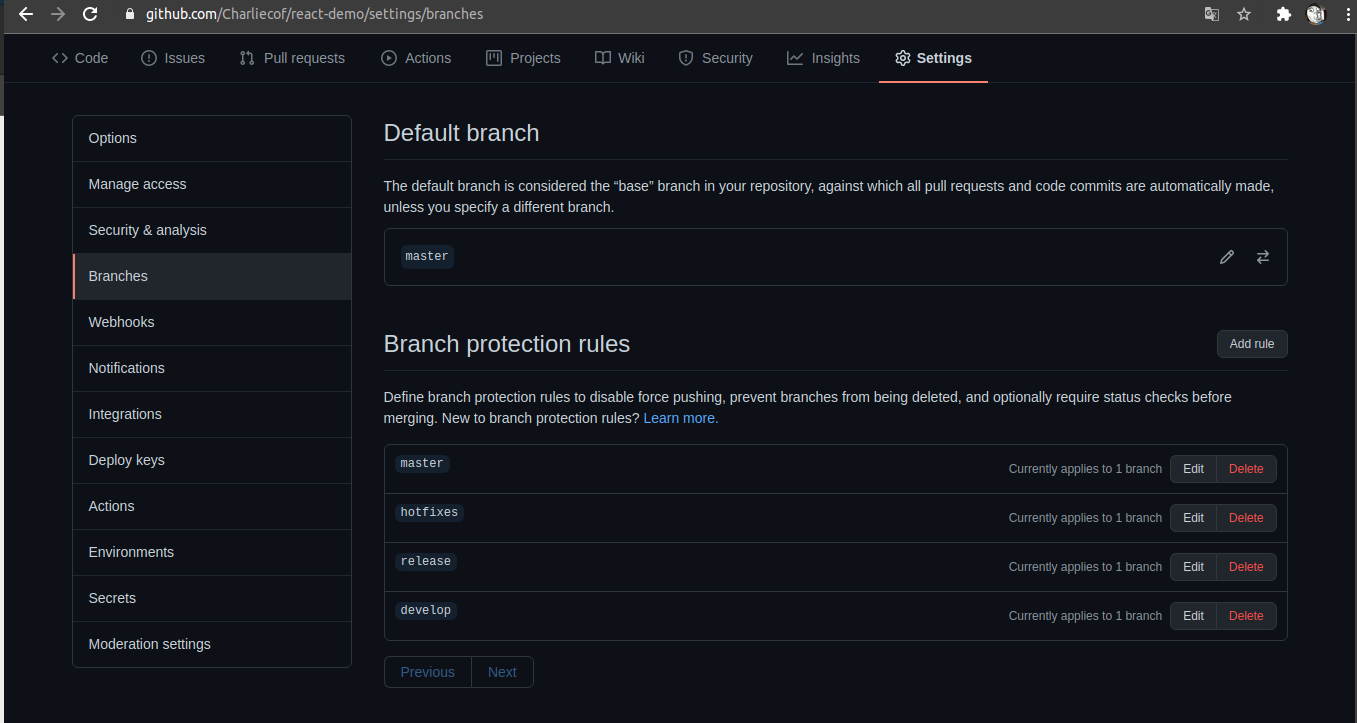 github.com/Charliecof/react-demo/settings/branches
Code Issues Pull requests Actions Projects Wiki Security Insights Settings
Options
Manage access
Security & analysis
Branches
Webhooks
Notifications
Integrations
Deploy keys
Actions
Environments
Secrets
Moderation settings
Default branch
The default branch is considered the “base” branch in your repository, against which all pull requests and code commits are automatically made,
unless you specify a different branch.
master
Branch protection rules
Add rule
Define branch protection rules to disable force pushing, prevent branches from being deleted, and optionally require status checks before
merging. New to branch protection rules? Learn more.
master Currently applies to 1 branch Edit Delete
hotfixes Currently applies to 1 branch Edit Delete
release Currently applies to 1 branch Edit Delete
develop Currently applies to 1 branch Edit Delete
Previous Next